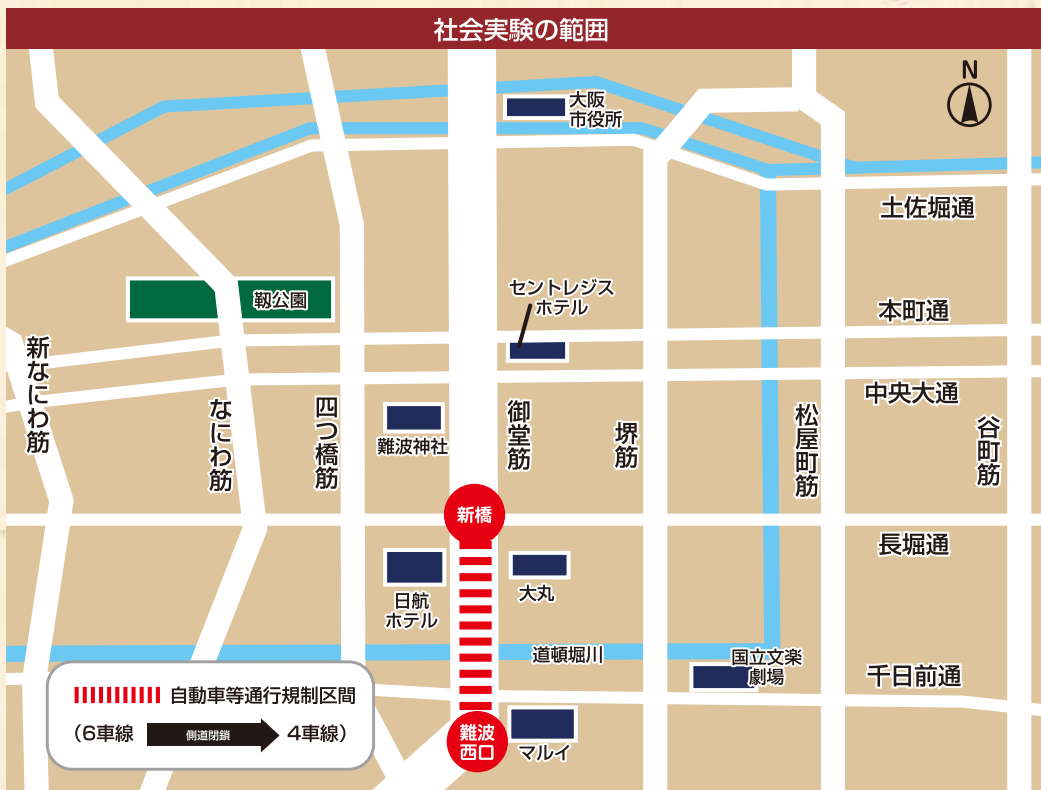 社会実験の範囲
N
大阪
市役所
土佐堀通
靱公園
セントレジス
ホテル
本町通
新なにわ筋
なにわ筋
四つ橋筋
難波神社
御堂筋
堺筋
松屋町筋
中央大通
谷町筋
新橋
長堀通
日航
ホテル
大丸
道頓堀川
国立文楽
劇場
千日前通
自動車等通行規制区間
（6車線
側道閉鎖
4車線）
難波
西口
マルイ